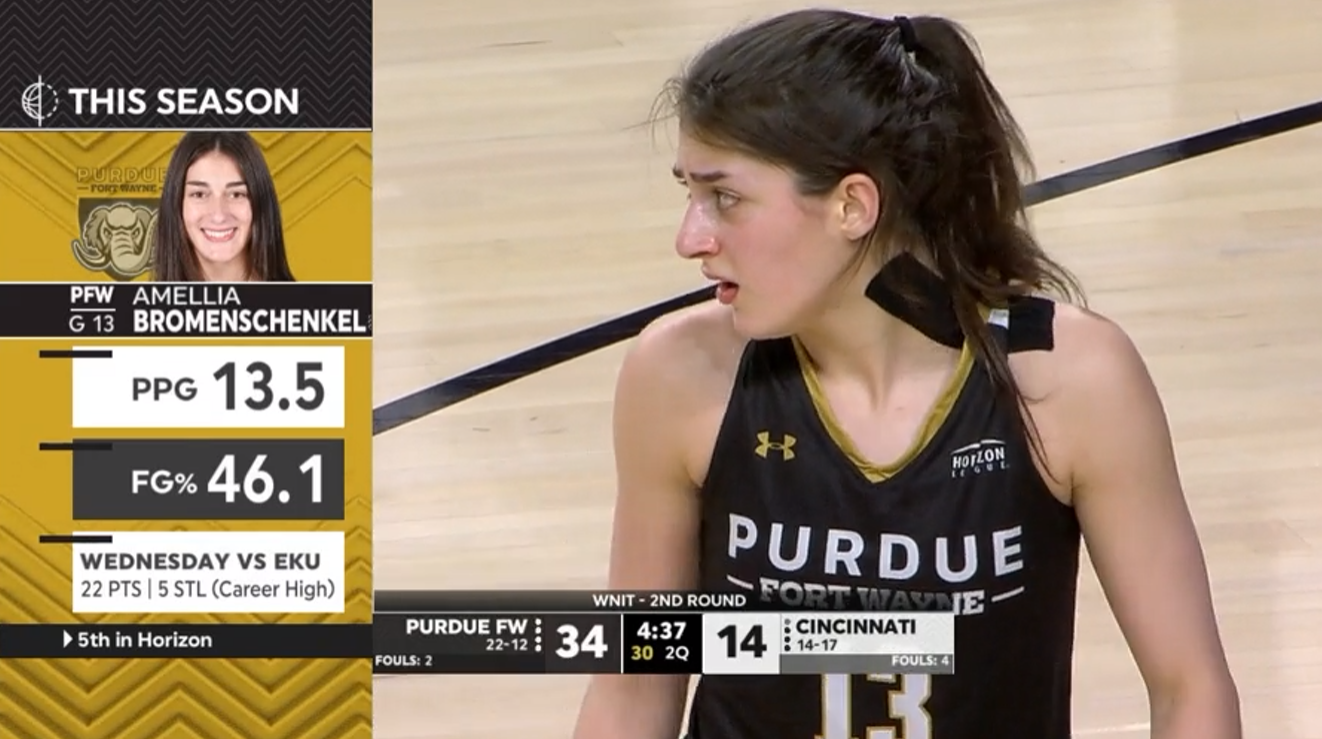 THIS SEASON
PURDUE
FORT WAYNE
PFW
G 13
AMELLIA
BROMENSCHENKEL
PPG 13.5
FG% 46.1
WEDNESDAY VS EKU
22 PTS | 5 STL (Career High)
5th in Horizon
HORIZON
LEAGUE
PURDUE
FORT WAYNE
WNIT - 2ND ROUND
PURDUE FW
22-12
34
FOULS: 2
4:37
30 2Q
14
CINCINNATI
14-17
FOULS: 4
13